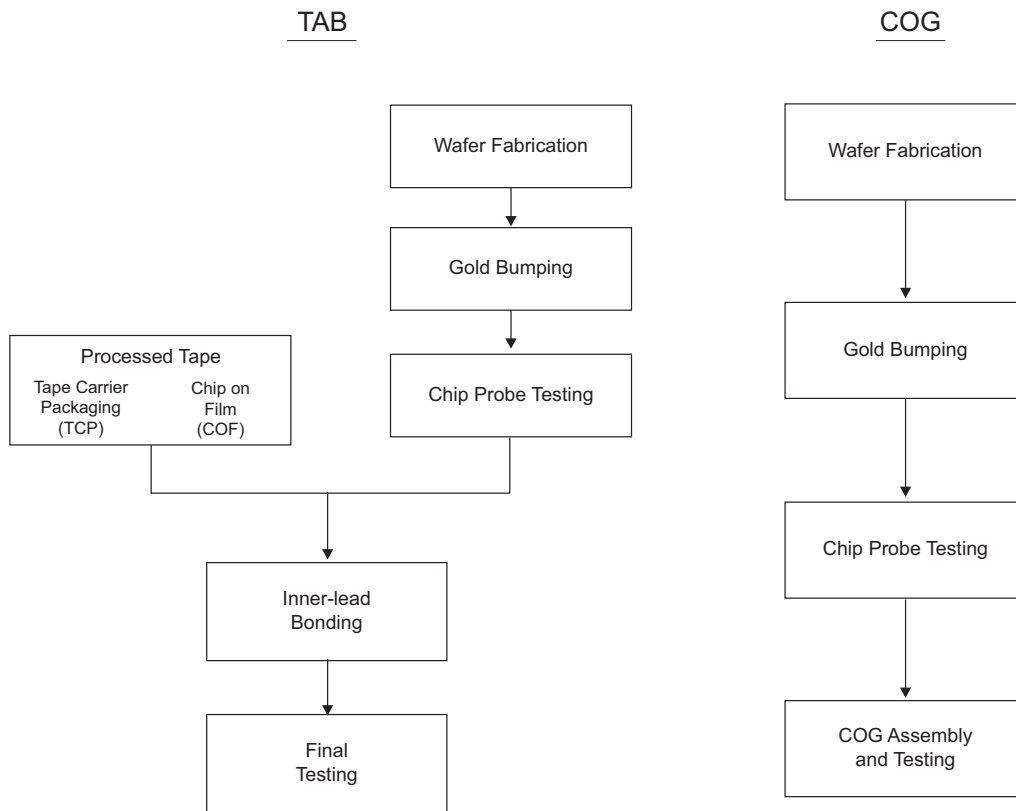 TAB
Wafer Fabrication
Gold Bumping
Chip Probe Testing
Processed Tape
Tape Carrier
Packaging
(TCP)
Chip on
Film
(COF)
Inner-lead
Bonding
Final
Testing
COG
Wafer Fabrication
Gold Bumping
Chip Probe Testing
COG Assembly
and Testing